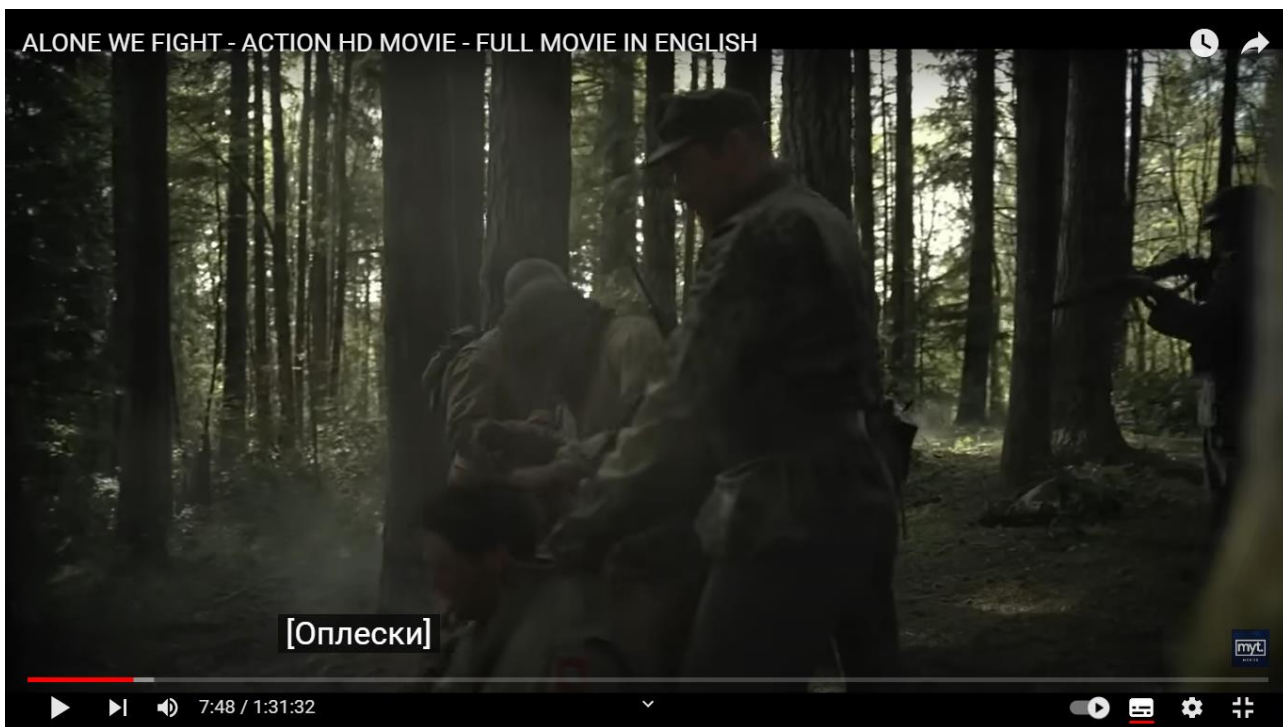 ALONE WE FIGHT - ACTION HD MOVIE - FULL MOVIE IN ENGLISH
[Оплески]
myt.
7:48 / 1:31:32